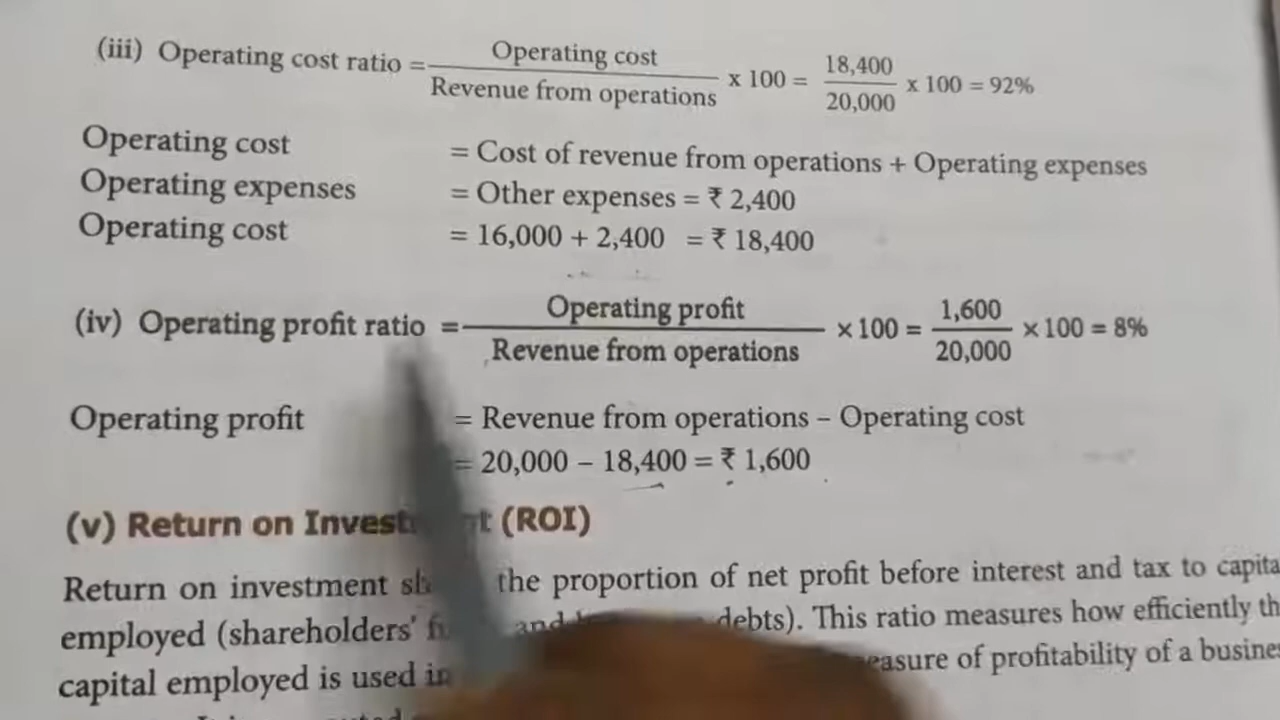 (iii) Operating cost ratio = Operating cost / Revenue from operations x 100 = 18,400 / 20,000 x 100 = 92%
Operating cost = Cost of revenue from operations + Operating expenses
Operating expenses = Other expenses = ₹ 2,400
Operating cost = 16,000 + 2,400 = ₹ 18,400
(iv) Operating profit ratio = Operating profit / Revenue from operations × 100 = 1,600 / 20,000 × 100 = 8%
Operating profit = Revenue from operations – Operating cost
= 20,000 – 18,400 = ₹ 1,600
(v) Return on (ROI)
Return on investment the proportion of net profit before interest and tax to
employed (shareholders' and debts). This ratio measures how efficiently
capital employed is used in of profitability of a